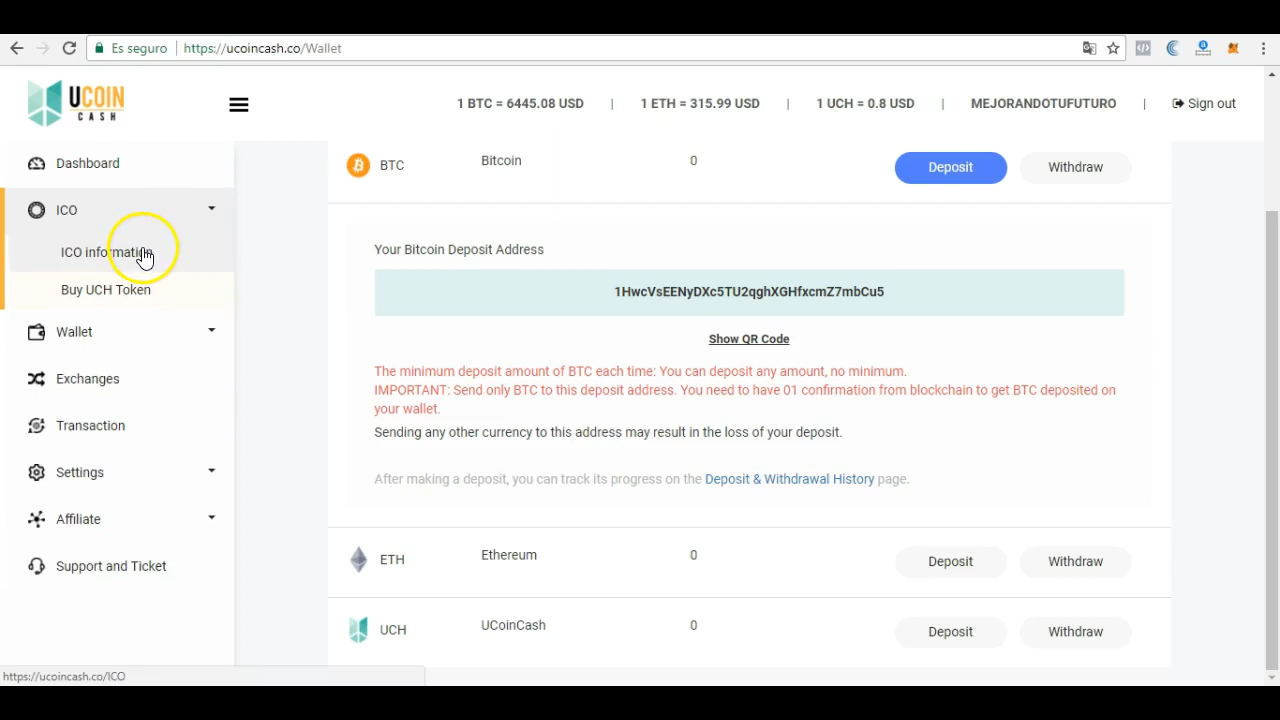 Es seguro
https://ucoincash.co/Wallet
UCOIN
CASH
1 BTC = 6445.08 USD | 1 ETH = 315.99 USD | 1 UCH = 0.8 USD | MEJORANDOTUFUTURO | Sign out
Dashboard
ICO
ICO information
Buy UCH Token
Wallet
Exchanges
Transaction
Settings
Affiliate
Support and Ticket
BTC Bitcoin 0 Deposit Withdraw
Your Bitcoin Deposit Address
1HwcVsEENyDXc5TU2qghXGHfxcmZ7mbCu5
Show QR Code
The minimum deposit amount of BTC each time: You can deposit any amount, no minimum.
IMPORTANT: Send only BTC to this deposit address. You need to have 01 confirmation from blockchain to get BTC deposited on
your wallet.
Sending any other currency to this address may result in the loss of your deposit.
After making a deposit, you can track its progress on the Deposit & Withdrawal History page.
ETH Ethereum 0 Deposit Withdraw
UCH UCoinCash 0 Deposit Withdraw
https://ucoincash.co/ICO